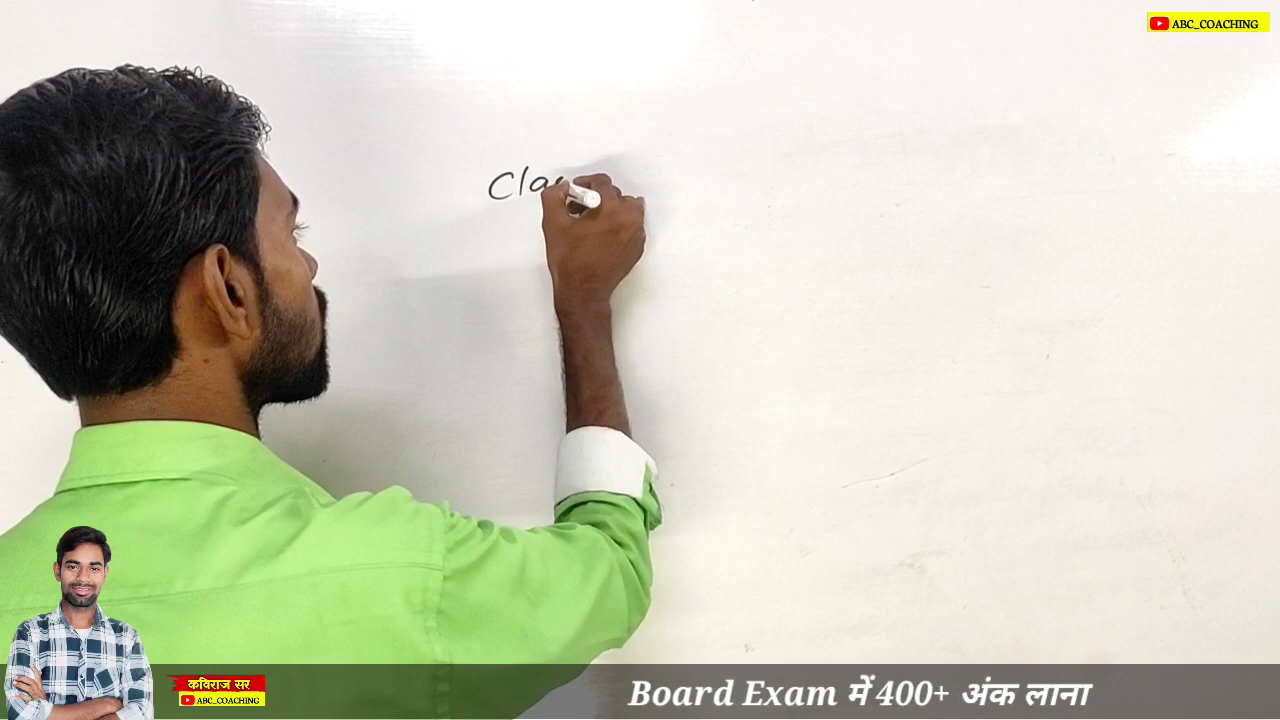 ABC_COACHING
Cla
कविराज सर
ABC_COACHING
Board Exam में 400+ अंक लाना